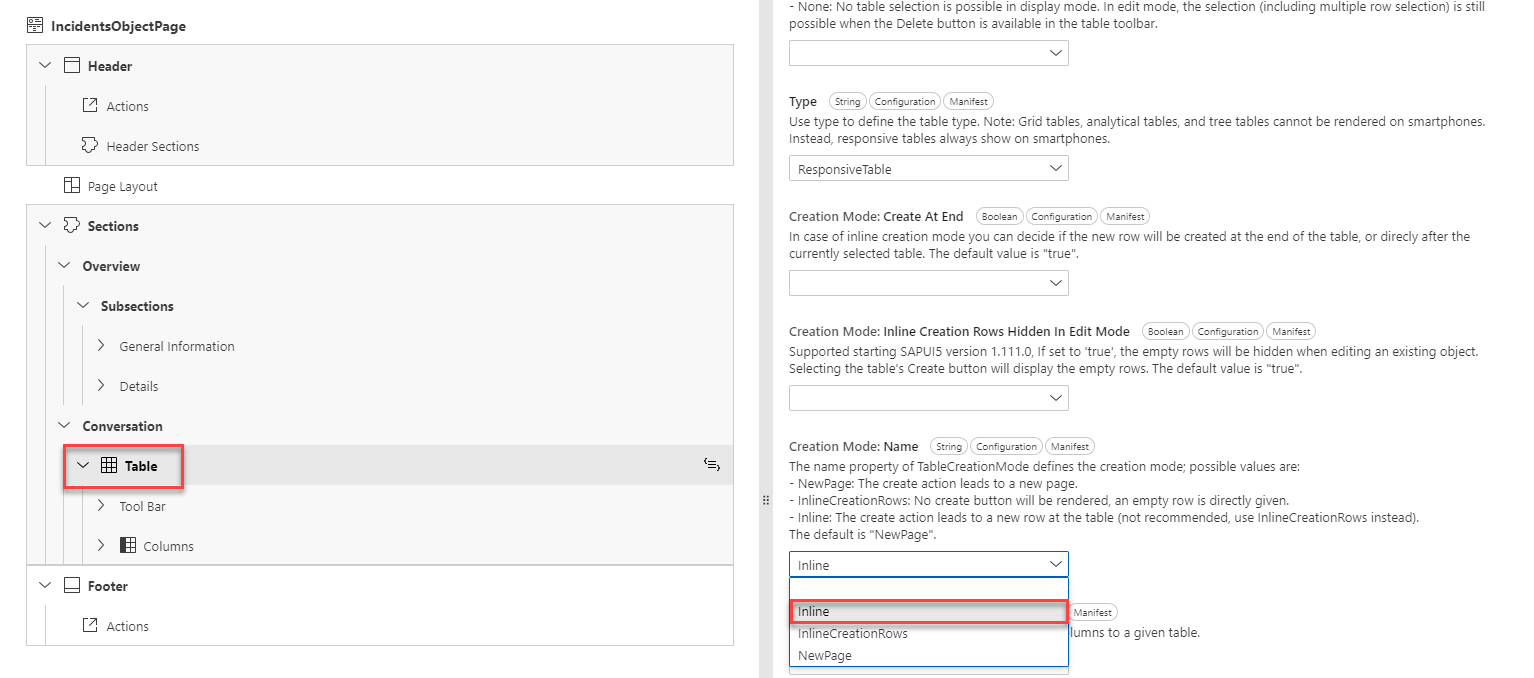 IncidentsObjectPage
Header
Actions
Header Sections
Page Layout
Sections
Overview
Subsections
General Information
Details
Conversation
Table
Tool Bar
Columns
Footer
Actions
- None: No table selection is possible in display mode. In edit mode, the selection (including multiple row selection) is still
possible when the Delete button is available in the table toolbar.
Type String Configuration Manifest
Use type to define the table type. Note: Grid tables, analytical tables, and tree tables cannot be rendered on smartphones.
Instead, responsive tables always show on smartphones.
ResponsiveTable
Creation Mode: Create At End Boolean Configuration Manifest
In case of inline creation mode you can decide if the new row will be created at the end of the table, or direcly after the
currently selected table. The default value is "true".
Creation Mode: Inline Creation Rows Hidden In Edit Mode Boolean Configuration Manifest
Supported starting SAPUI5 version 1.111.0, If set to 'true', the empty rows will be hidden when editing an existing object.
Selecting the table's Create button will display the empty rows. The default value is "true".
Creation Mode: Name String Configuration Manifest
The name property of TableCreationMode defines the creation mode; possible values are:
- NewPage: The create action leads to a new page.
- InlineCreationRows: No create button will be rendered, an empty row is directly given.
- Inline: The create action leads to a new row at the table (not recommended, use InlineCreationRows instead).
The default is "NewPage".
Inline
Inline Manifest
InlineCreationRows lumns to a given table.
NewPage